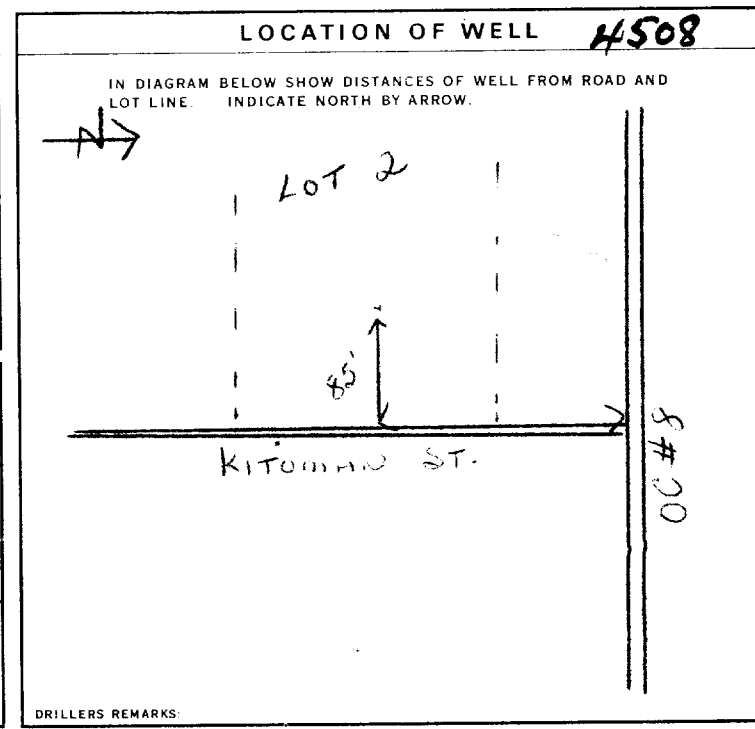 LOCATION OF WELL 4508
IN DIAGRAM BELOW SHOW DISTANCES OF WELL FROM ROAD AND
LOT LINE. INDICATE NORTH BY ARROW.
N
LOT 2
85'
ST.
OC#8
DRILLERS REMARKS: